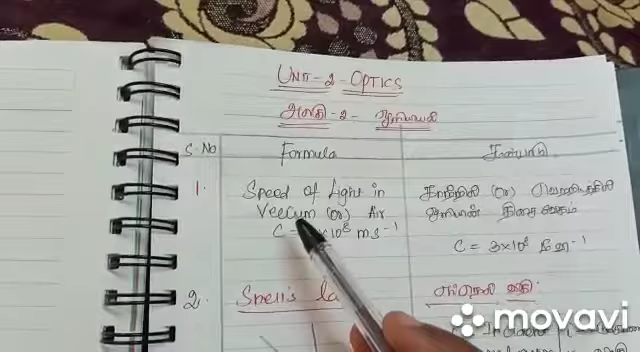 UNIT-2-OPTICS
அலகு-2- ஒளியியல்
S.No Formula சூத்திரம்
1. Speed of light in காற்றில் (or) வெற்றிடத்தில்
Veccum (or) Air ஒளியின் திசைவேகம்
C = 3×10⁸ ms⁻¹
C = 3×10⁸ மீவி⁻¹
2. Snell's la
movavi